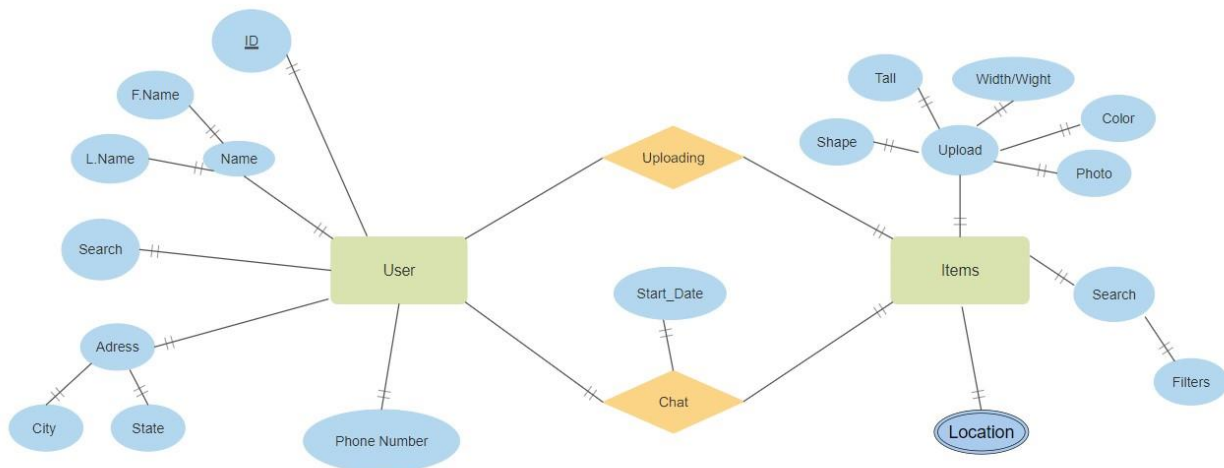 ID
F.Name
L.Name
Name
Search
User
Adress
City
State
Phone Number
Uploading
Start_Date
Chat
Tall
Width/Wight
Color
Shape
Upload
Photo
Items
Search
Filters
Location